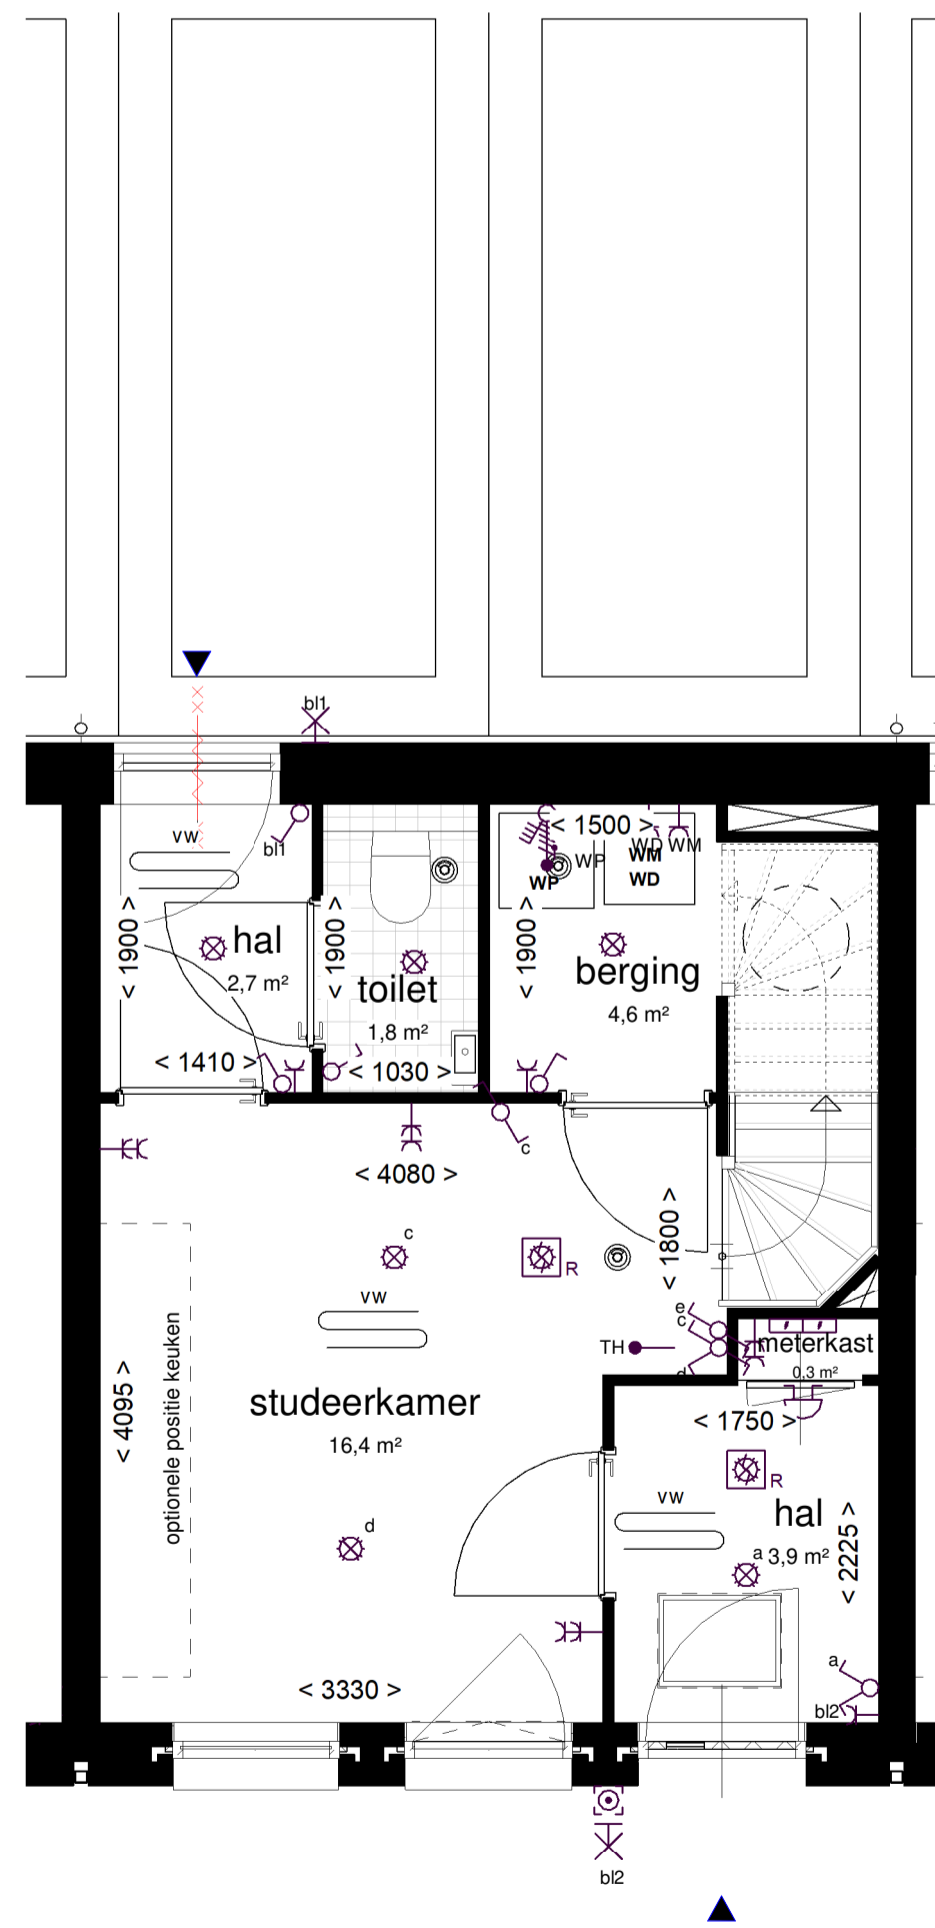 bl1
vw
bl1
< 1500 >
WD
WM
WP
WM
WD
WP
< 1900 >
< 1900 >
< 1900 >
hal
2,7 m²
toilet
1,8 m²
berging
4,6 m²
< 1410 >
< 1030 >
c
< 4080 >
< 1800 >
c
R
vw
e
c
d
TH
meterkast
0,3 m²
< 4095 >
optionele positie keuken
studeerkamer
16,4 m²
< 1750 >
R
vw
hal
a
3,9 m²
< 2225 >
d
a
bl2
< 3330 >
bl2